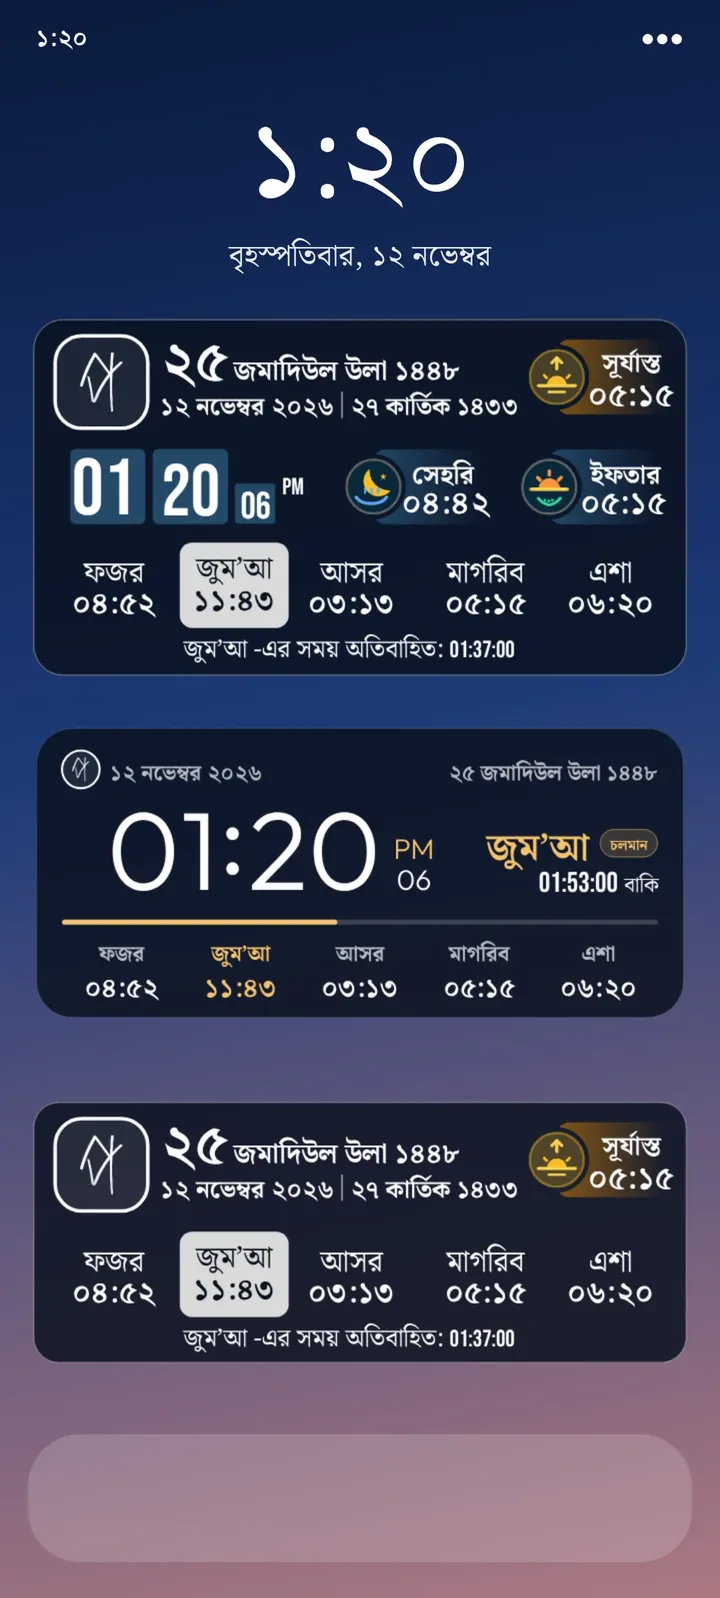 ১:২০
১:২০
বৃহস্পতিবার, ১২ নভেম্বর
২৫ জমাদিউল উলা ১৪৪৮
১২ নভেম্বর ২০২৬ | ২৭ কার্তিক ১৪৩৩
সূর্যাস্ত
০৫:১৫
01 20 06 PM
সেহরি
০৪:৪২
ইফতার
০৫:১৫
ফজর জুম’আ আসর মাগরিব এশা
০৪:৫২ ১১:৪৩ ০৩:১৩ ০৫:১৫ ০৬:২০
জুম’আ -এর সময় অতিবাহিত: 01:37:00
১২ নভেম্বর ২০২৬ ২৫ জমাদিউল উলা ১৪৪৮
01:20 PM 06
জুম’আ চলমান
01:53:00 বাকি
ফজর জুম’আ আসর মাগরিব এশা
০৪:৫২ ১১:৪৩ ০৩:১৩ ০৫:১৫ ০৬:২০
২৫ জমাদিউল উলা ১৪৪৮
১২ নভেম্বর ২০২৬ | ২৭ কার্তিক ১৪৩৩
সূর্যাস্ত
০৫:১৫
ফজর জুম’আ আসর মাগরিব এশা
০৪:৫২ ১১:৪৩ ০৩:১৩ ০৫:১৫ ০৬:২০
জুম’আ -এর সময় অতিবাহিত: 01:37:00